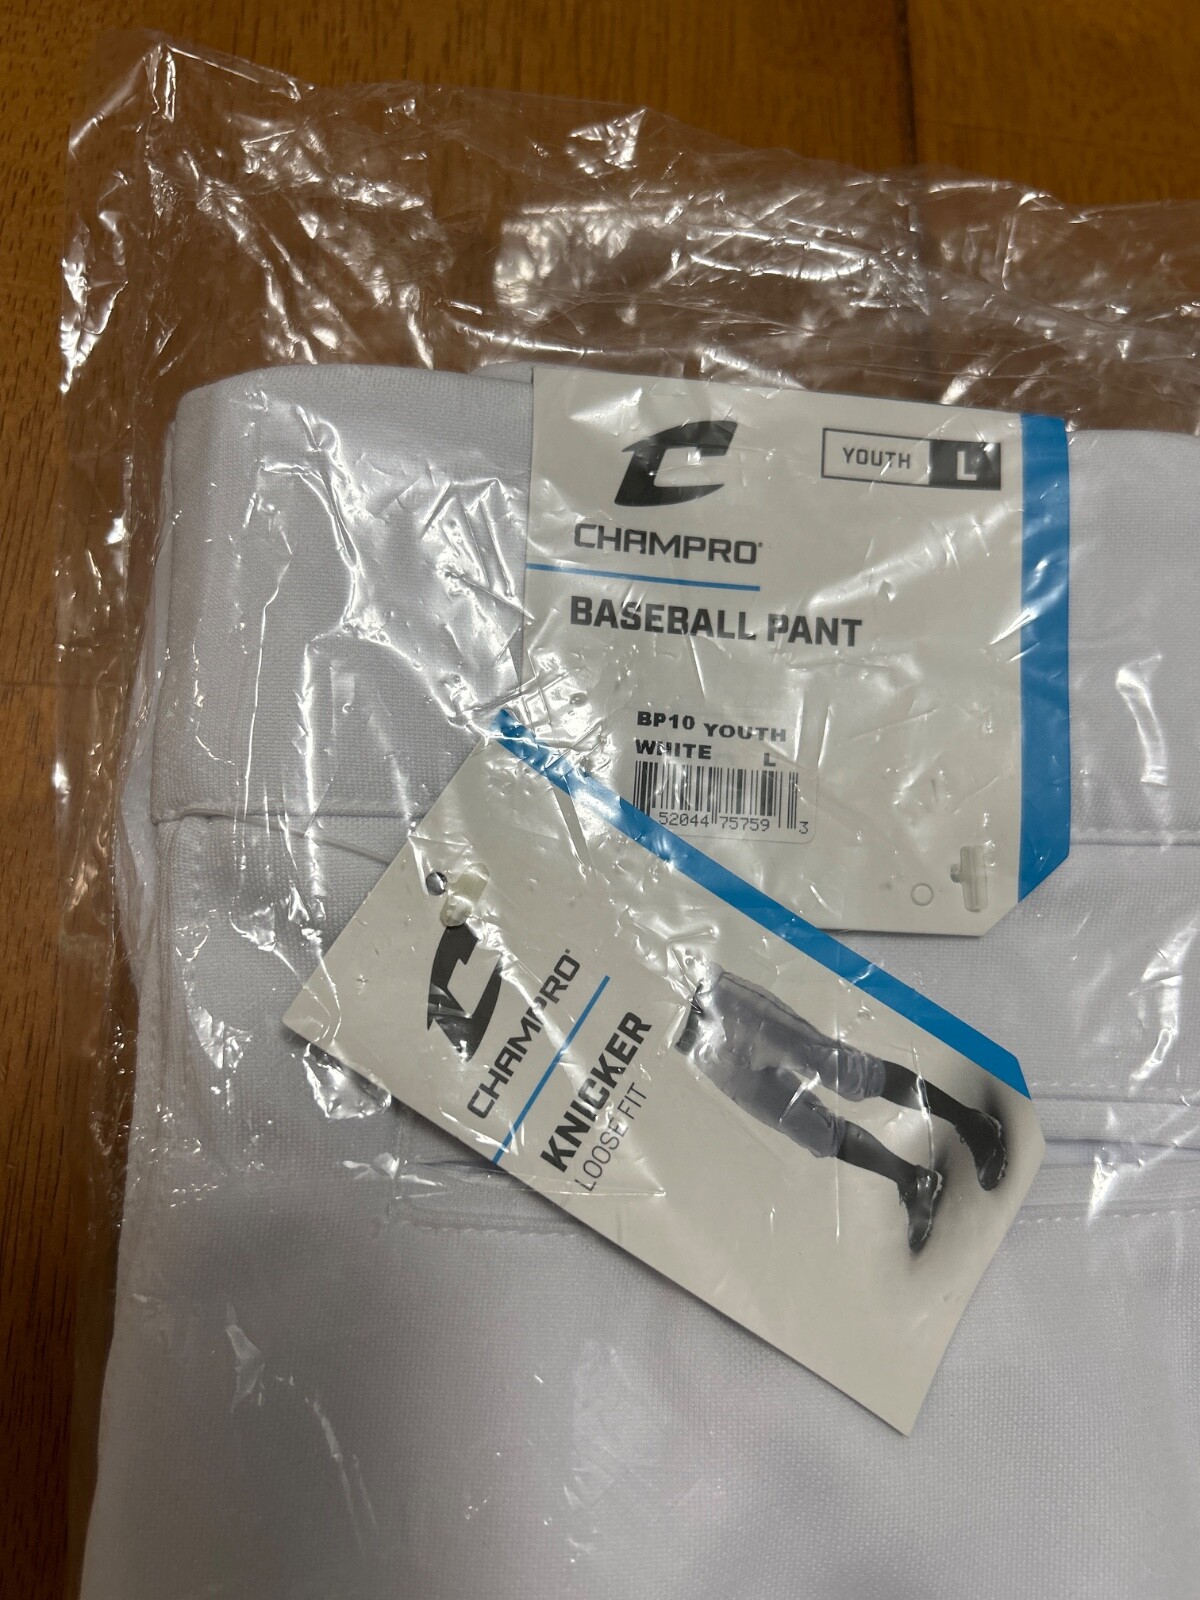 YOUTH L
CHAMPRO
BASEBALL PANT
BP10 YOUTH
WHITE L
52044 75759 3
CHAMPRO
KNICKER
LOOSE FIT